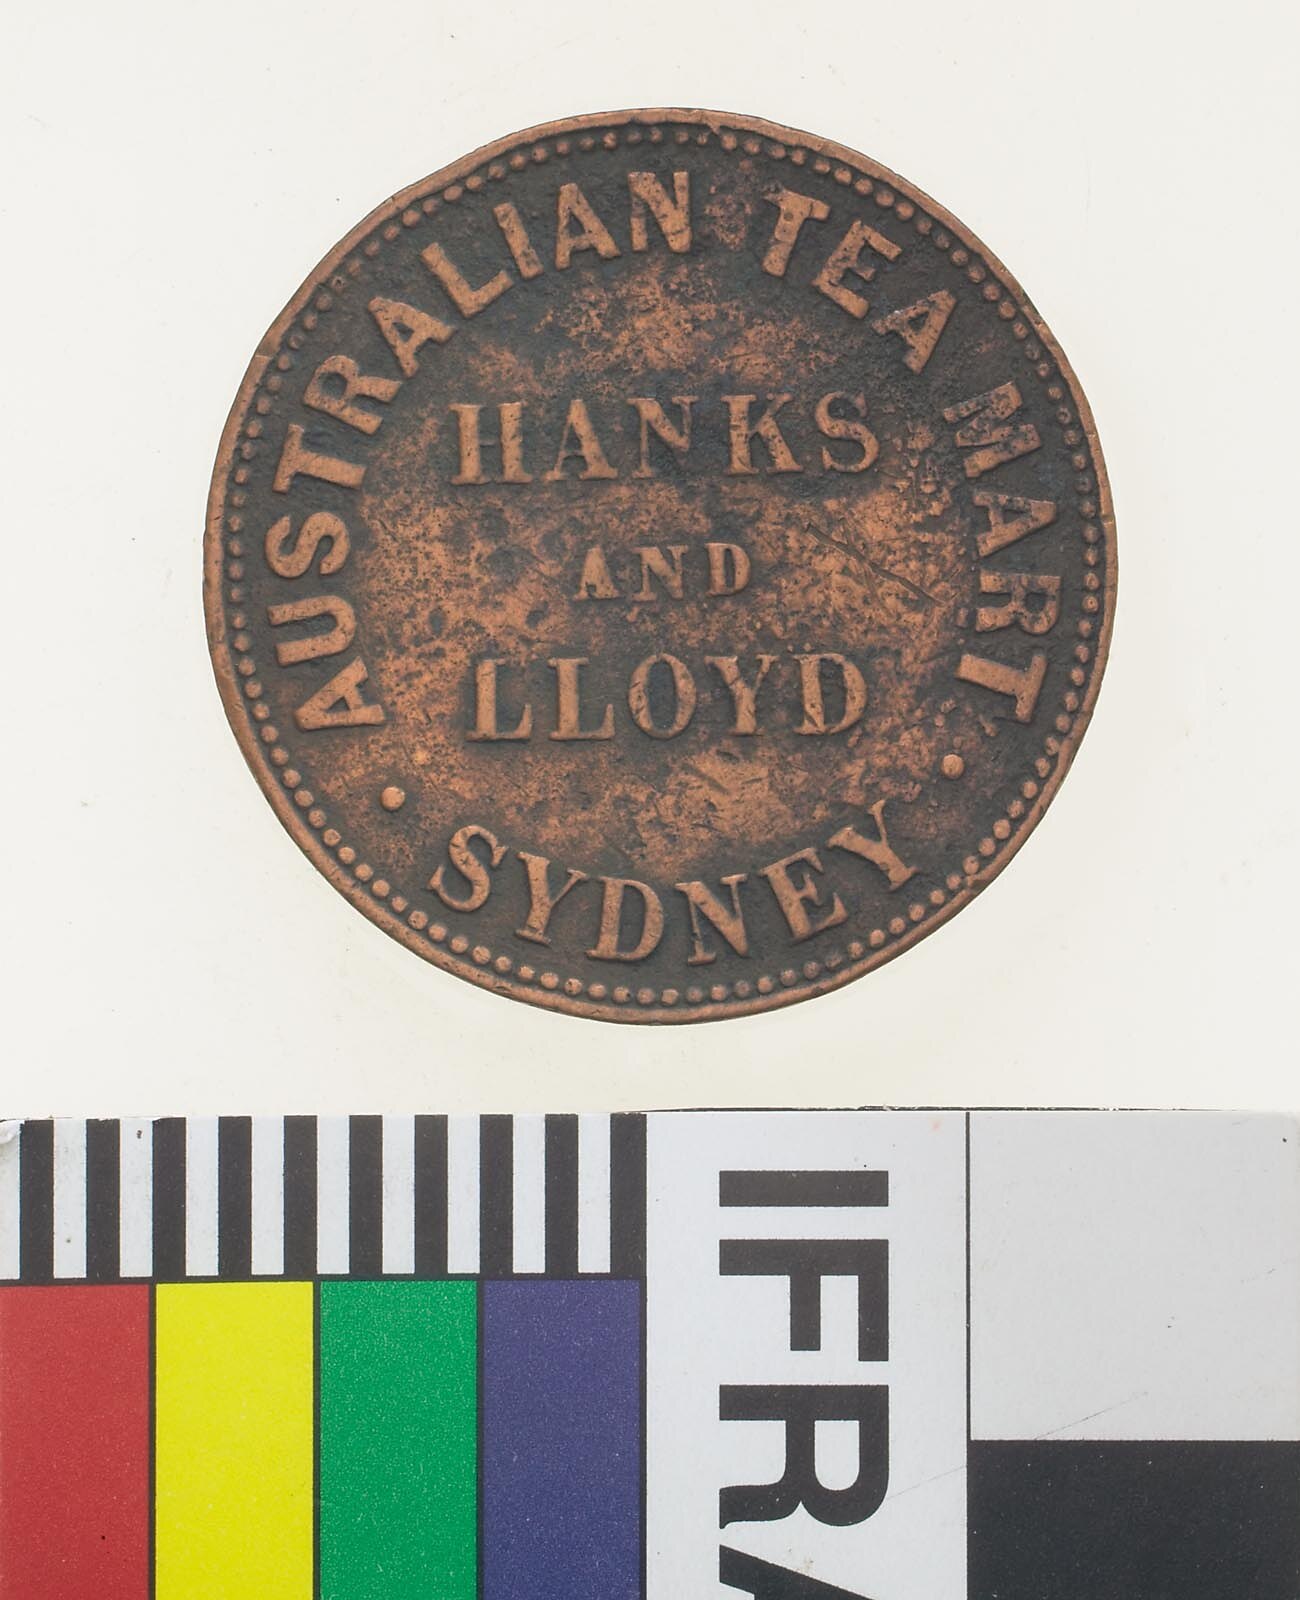 AUSTRALIAN TEA MART
HANKS
AND
LLOYD
· SYDNEY ·
IFRA